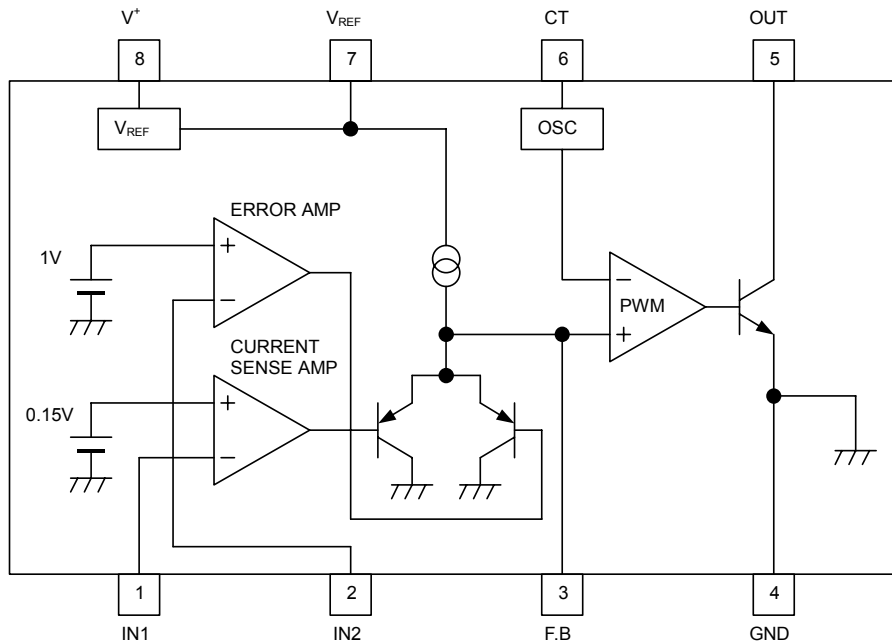 V+ VREF CT OUT
8 7 6 5
VREF OSC
ERROR AMP
+
1V
−
−
PWM
+
CURRENT
SENSE AMP
+
0.15V
−
1 2 3 4
IN1 IN2 F.B GND